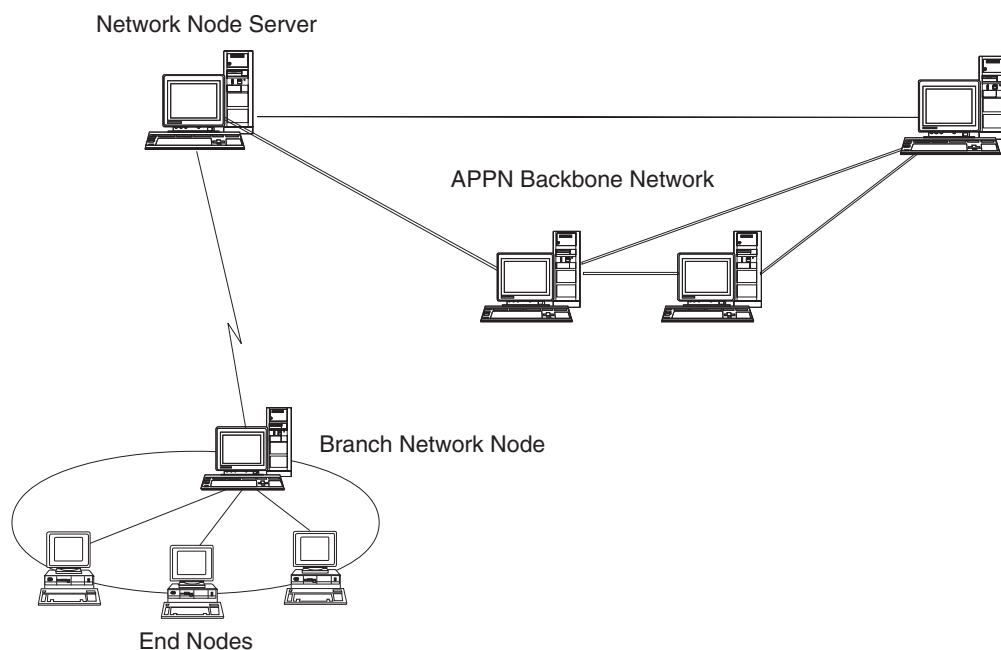 Network Node Server
APPN Backbone Network
Branch Network Node
End Nodes